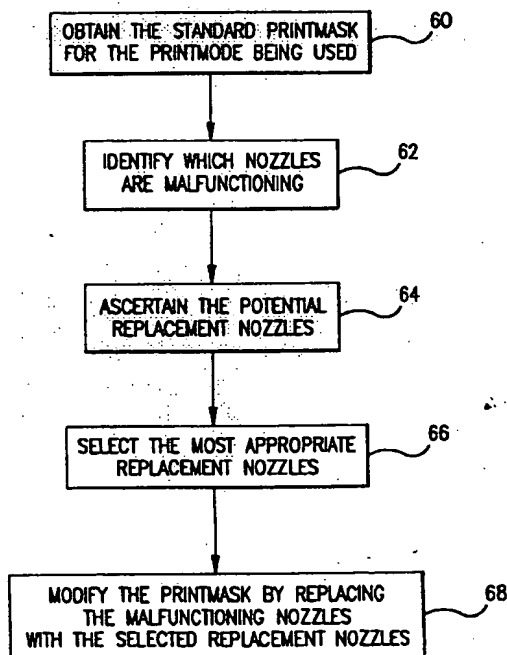 OBTAIN THE STANDARD PRINTMASK
FOR THE PRINTMODE BEING USED
60
IDENTIFY WHICH NOZZLES
ARE MALFUNCTIONING
62
ASCERTAIN THE POTENTIAL
REPLACEMENT NOZZLES
64
SELECT THE MOST APPROPRIATE
REPLACEMENT NOZZLES
66
MODIFY THE PRINTMASK BY REPLACING
THE MALFUNCTIONING NOZZLES
WITH THE SELECTED REPLACEMENT NOZZLES
68